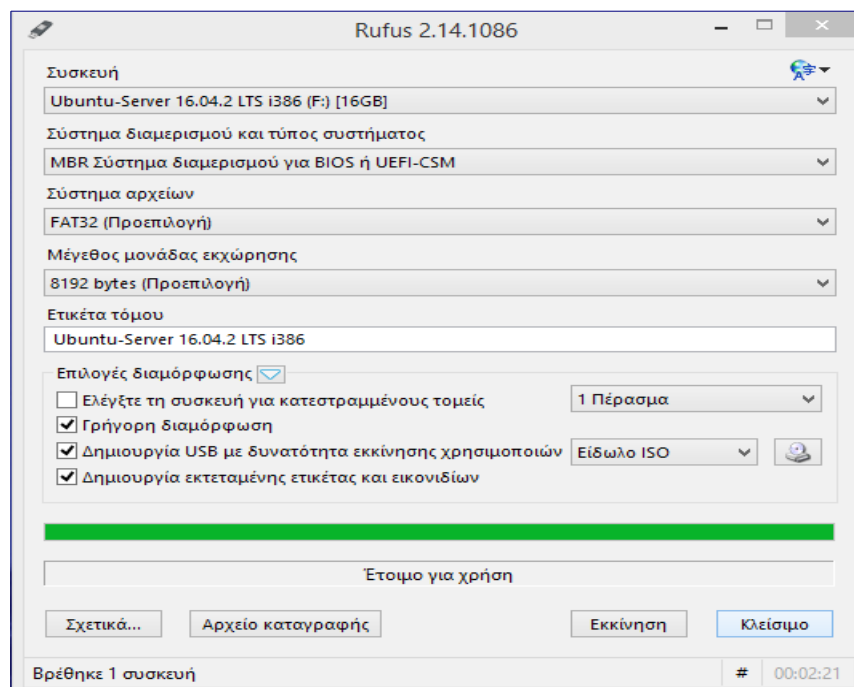 Rufus 2.14.1086
Συσκευή
Ubuntu-Server 16.04.2 LTS i386 (F:) [16GB]
Σύστημα διαμερισμού και τύπος συστήματος
MBR Σύστημα διαμερισμού για BIOS ή UEFI-CSM
Σύστημα αρχείων
FAT32 (Προεπιλογή)
Μέγεθος μονάδας εκχώρησης
8192 bytes (Προεπιλογή)
Ετικέτα τόμου
Ubuntu-Server 16.04.2 LTS i386
Επιλογές διαμόρφωσης
Ελέγξτε τη συσκευή για κατεστραμμένους τομείς 1 Πέρασμα
Γρήγορη διαμόρφωση
Δημιουργία USB με δυνατότητα εκκίνησης χρησιμοποιών Είδωλο ISO
Δημιουργία εκτεταμένης ετικέτας και εικονιδίων
Έτοιμο για χρήση
Σχετικά... Αρχείο καταγραφής Εκκίνηση Κλείσιμο
Βρέθηκε 1 συσκευή # 00:02:21